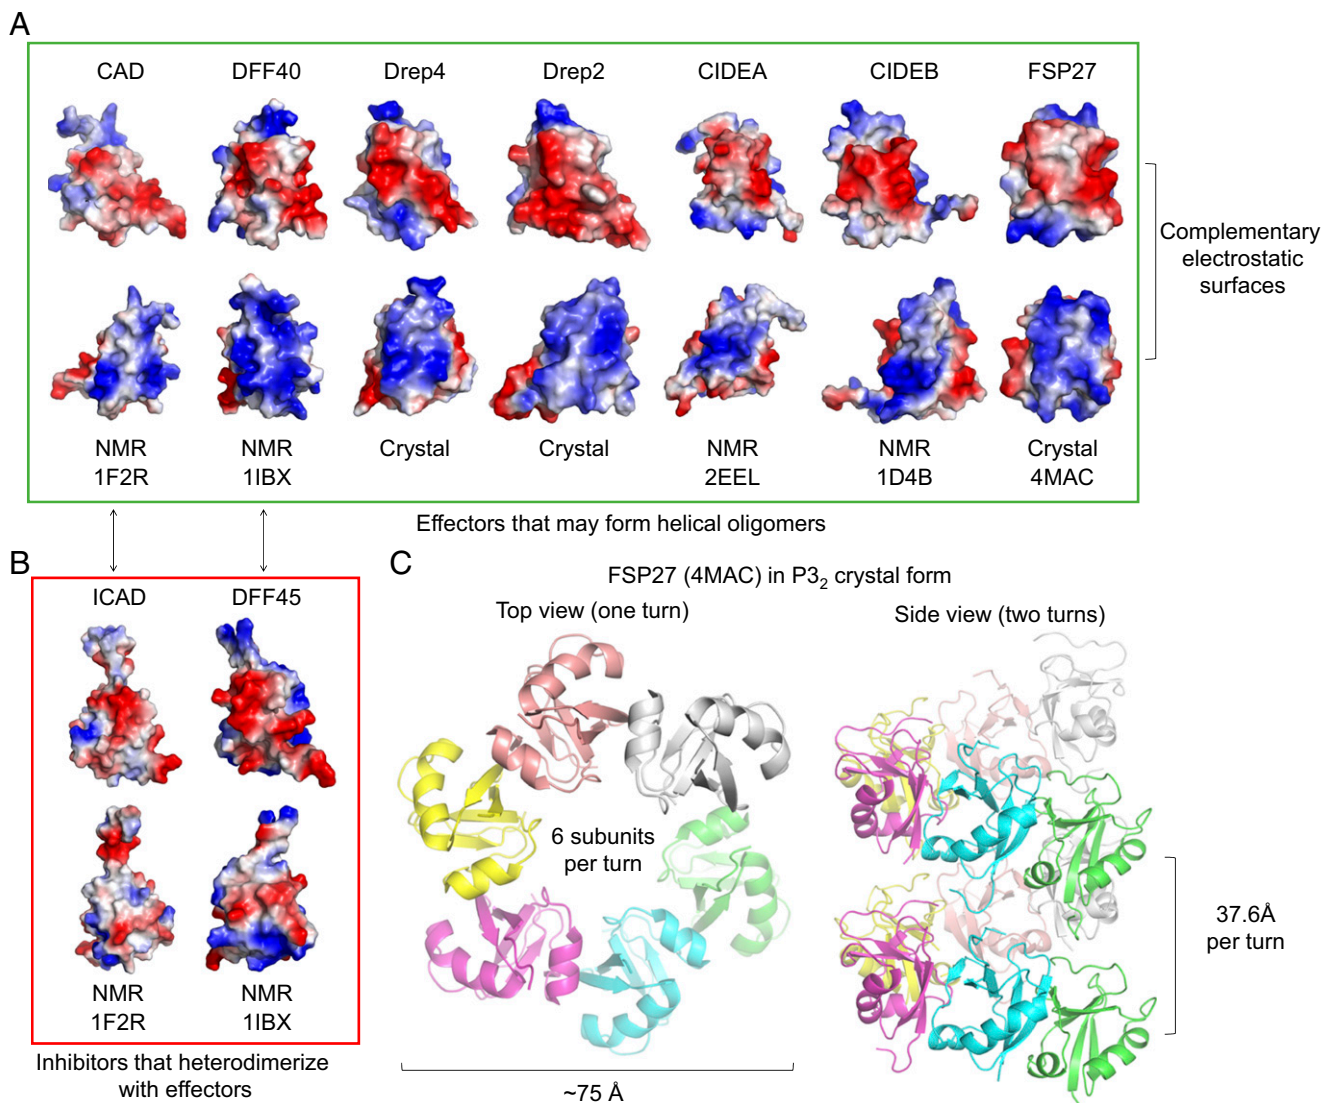 A
CAD DFF40 Drep4 Drep2 CIDEA CIDEB FSP27
Complementary
electrostatic
surfaces
NMR NMR Crystal Crystal NMR NMR Crystal
1F2R 1IBX 2EEL 1D4B 4MAC
Effectors that may form helical oligomers
B
ICAD DFF45
NMR NMR
1F2R 1IBX
Inhibitors that heterodimerize
with effectors
C
FSP27 (4MAC) in P3₂ crystal form
Top view (one turn)
Side view (two turns)
6 subunits
per turn
37.6Å
per turn
~75 Å